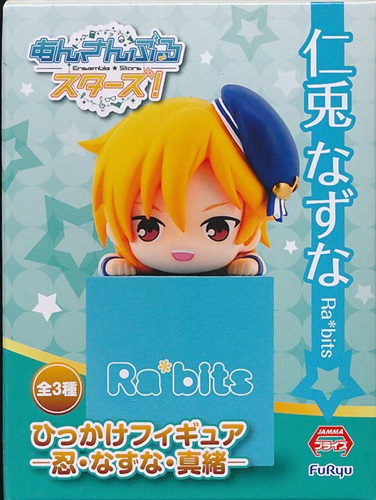 あんさんぶる
Ensemble★Stars
スターズ!
仁兎なずな
Ra*bits
Ra*bits
全3種
ひっかけフィギュア
―忍・なずな・真緒―
JAMMA
プライズ
FuRyu